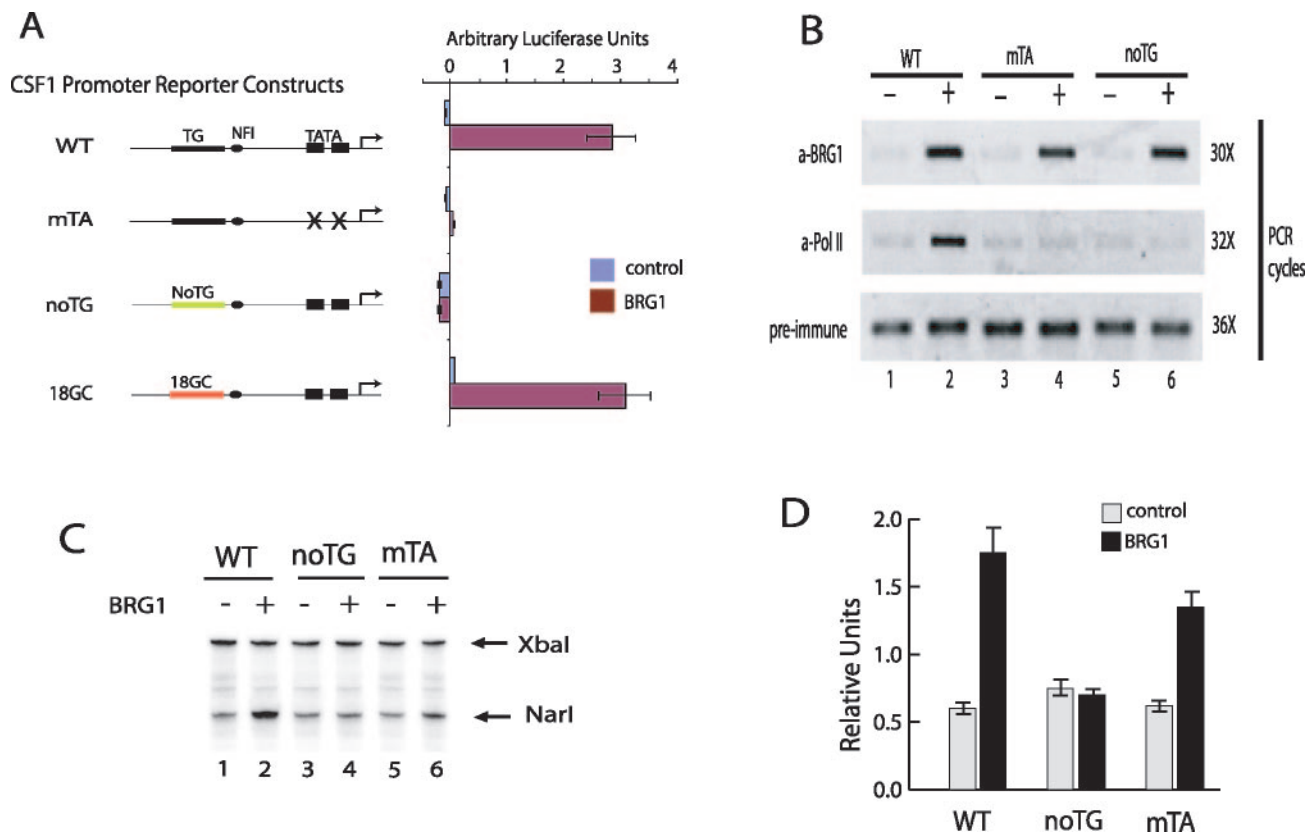 A
Arbitrary Luciferase Units
0 1 2 3 4
CSF1 Promoter Reporter Constructs
WT
TG NFI TATA
mTA
X X
noTG
NoTG
18GC
18GC
control
BRG1
B
WT mTA noTG
– + – + – +
a-BRG1 30X
a-Pol II 32X
pre-immune 36X
PCR
cycles
1 2 3 4 5 6
C
WT noTG mTA
BRG1 - + - + - +
XbaI
NarI
1 2 3 4 5 6
D
control
BRG1
Relative Units
2.0
1.5
1.0
0.5
0.0
WT noTG mTA